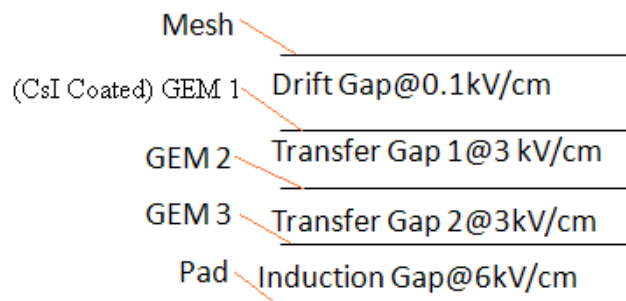 Mesh
(CsI Coated) GEM 1
Drift Gap@0.1kV/cm
GEM 2
Transfer Gap 1@3 kV/cm
GEM 3
Transfer Gap 2@3kV/cm
Pad
Induction Gap@6kV/cm